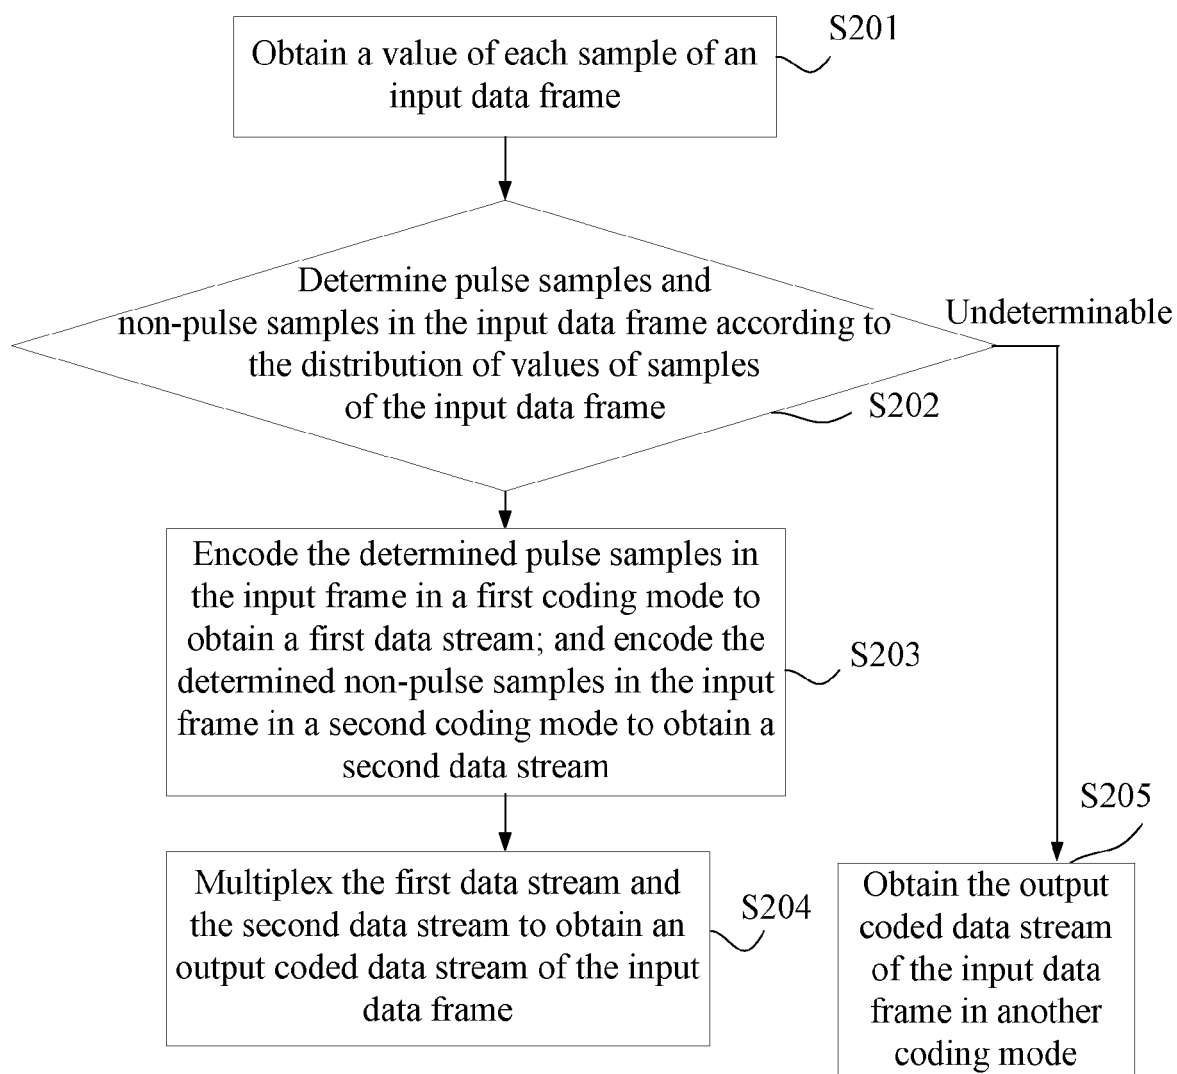 S201
Obtain a value of each sample of an
input data frame
Determine pulse samples and
non-pulse samples in the input data frame according to
the distribution of values of samples
of the input data frame
Undeterminable
S202
Encode the determined pulse samples in
the input frame in a first coding mode to
obtain a first data stream; and encode the
determined non-pulse samples in the input
frame in a second coding mode to obtain a
second data stream
S203
Multiplex the first data stream and
the second data stream to obtain an
output coded data stream of the input
data frame
S204
S205
Obtain the output
coded data stream
of the input data
frame in another
coding mode